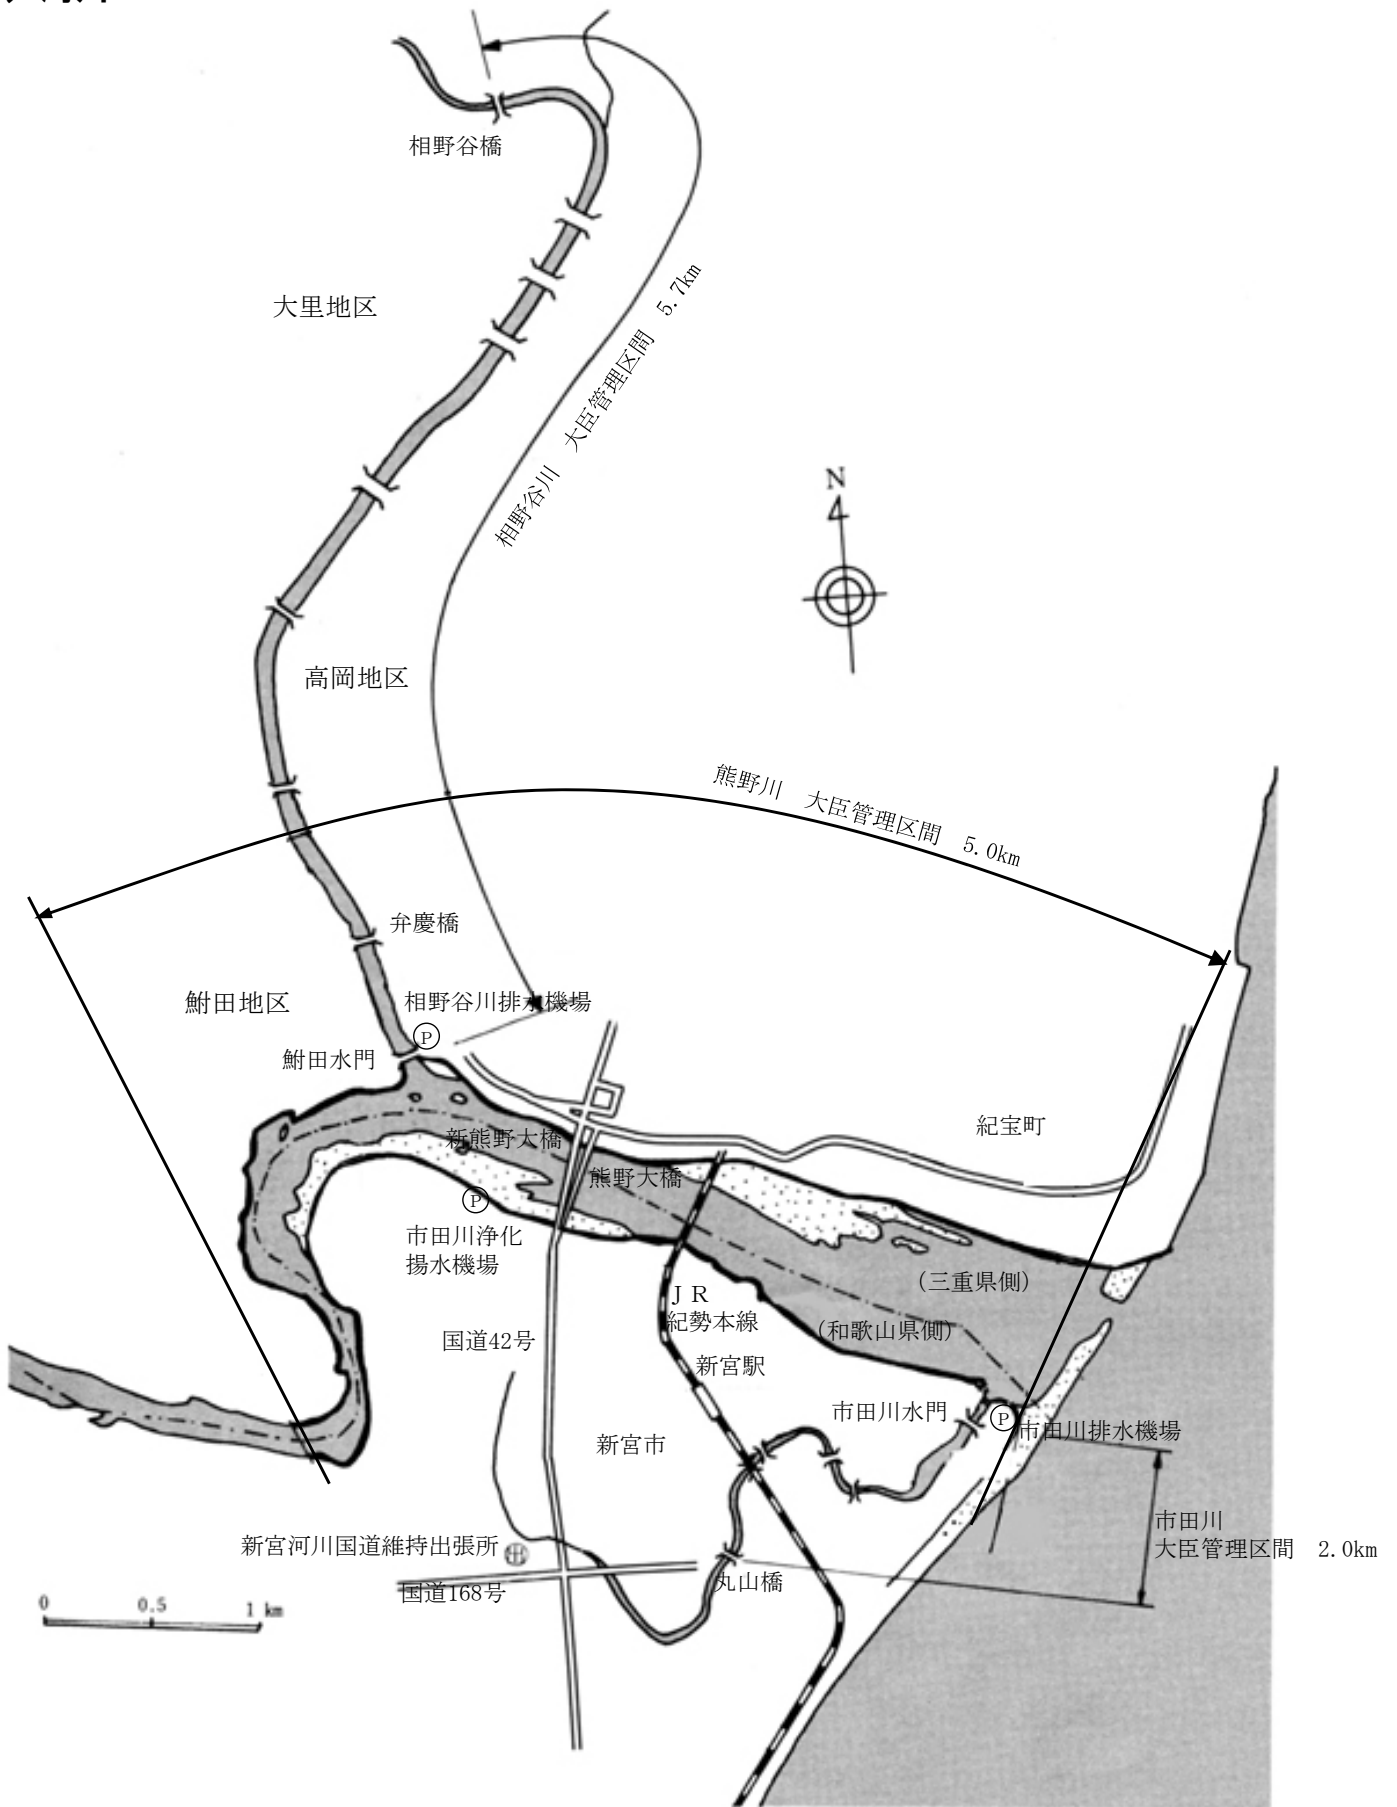 相野谷橋
大里地区
相野谷川　大臣管理区間　5.7km
N
高岡地区
熊野川　大臣管理区間　5.0km
弁慶橋
鮒田地区
相野谷川排水機場
P
鮒田水門
紀宝町
新熊野大橋
熊野大橋
P
市田川浄化
揚水機場
(三重県側)
(和歌山県側)
ＪＲ
紀勢本線
国道42号
新宮駅
市田川水門
P
市田川排水機場
新宮市
市田川
大臣管理区間　2.0km
新宮河川国道維持出張所
丸山橋
国道168号
0 0.5 1 km